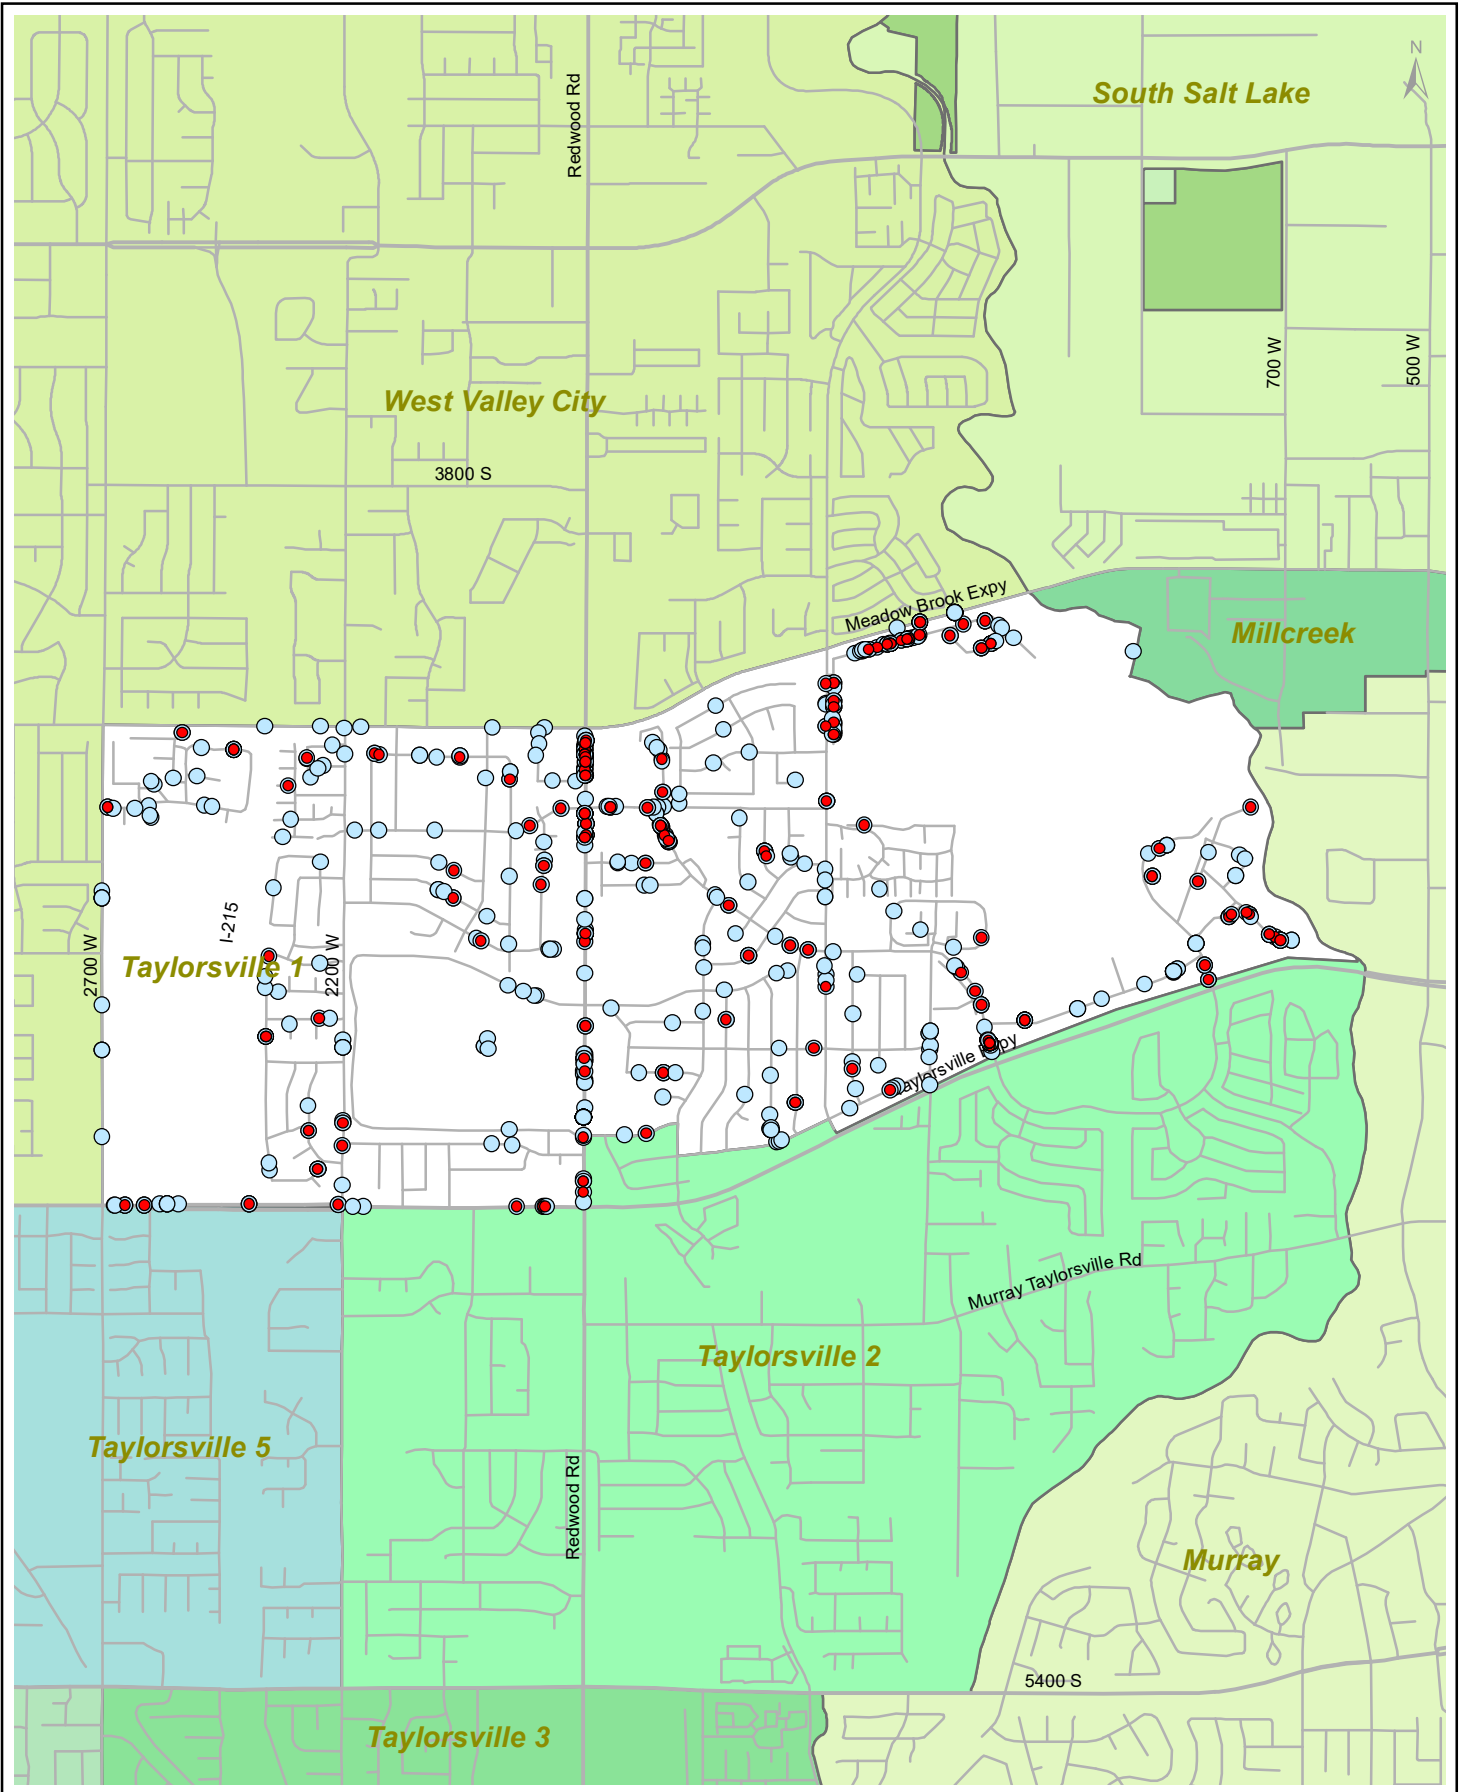 N
South Salt Lake
Redwood Rd
700 W
500 W
West Valley City
3800 S
Meadow Brook Expy
Millcreek
I-215
2700 W
2200 W
Taylorsville 1
Taylorsville Expy
Murray Taylorsville Rd
Taylorsville 2
Taylorsville 5
Redwood Rd
Murray
5400 S
Taylorsville 3